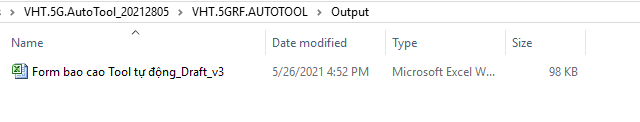 VHT.5G.AutoTool_20212805 > VHT.5GRF.AUTOTOOL > Output
Name Date modified Type Size
Form bao cao Tool tự động_Draft_v3 5/26/2021 4:52 PM Microsoft Excel W... 98 KB